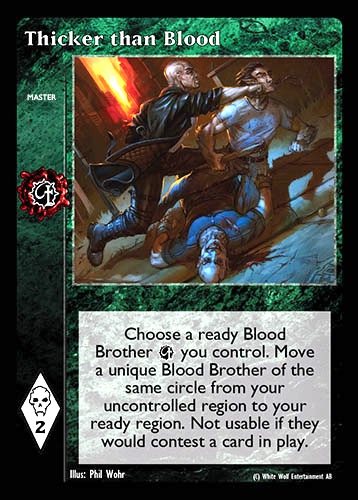 Thicker than Blood
MASTER
Choose a ready Blood
Brother you control. Move
a unique Blood Brother of the
same circle from your
uncontrolled region to your
ready region. Not usable if they
would contest a card in play.
2
Illus: Phil Wohr
(C) White Wolf Entertainment AB